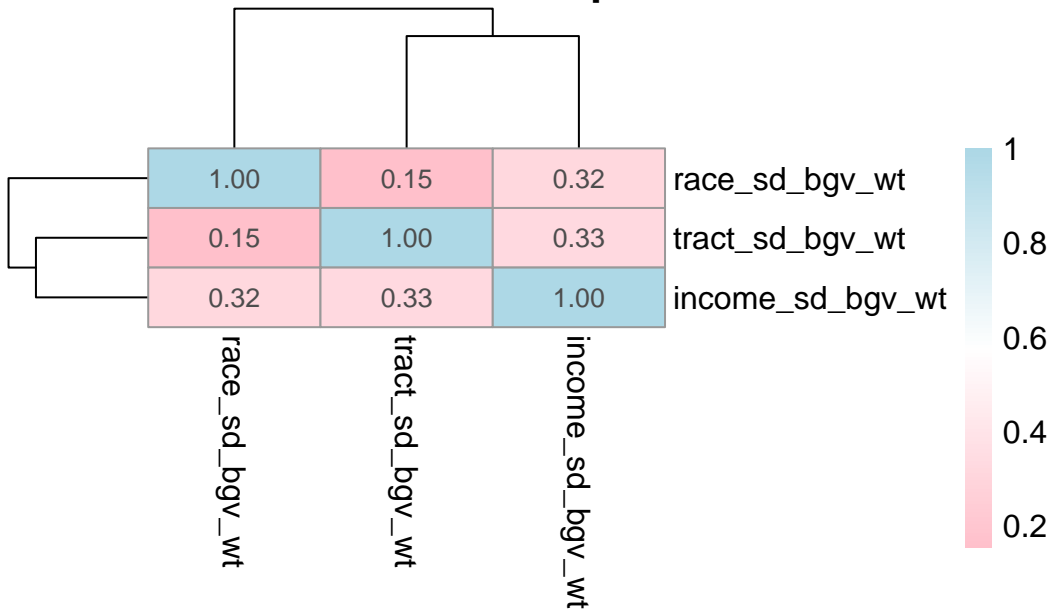 1.00 0.15 0.32 race_sd_bgv_wt
0.15 1.00 0.33 tract_sd_bgv_wt
0.32 0.33 1.00 income_sd_bgv_wt
race_sd_bgv_wt
tract_sd_bgv_wt
income_sd_bgv_wt
1
0.8
0.6
0.4
0.2